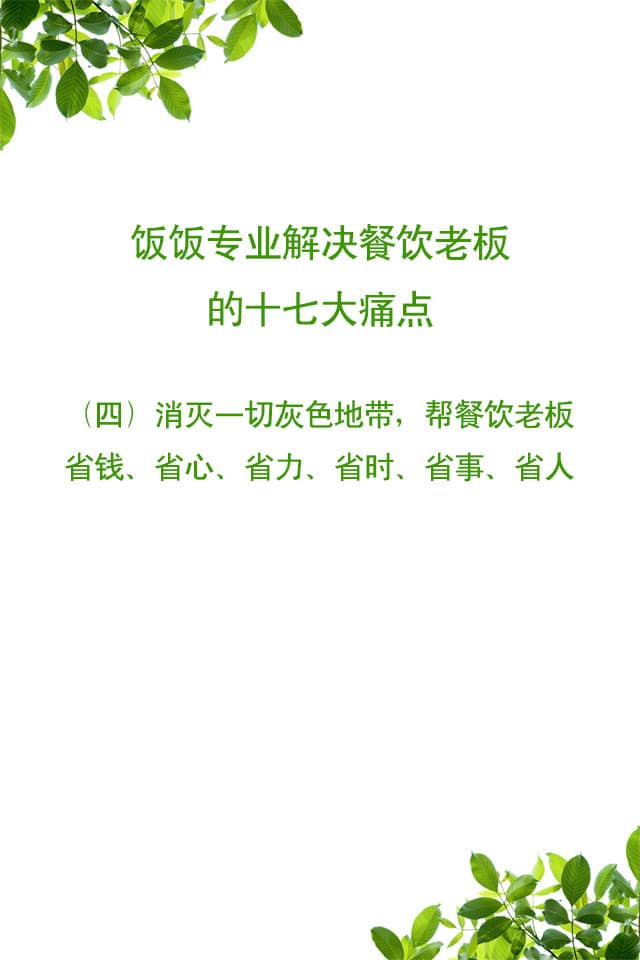 饭饭专业解决餐饮老板
的十七大痛点
（四）消灭一切灰色地带，帮餐饮老板
省钱、省心、省力、省时、省事、省人